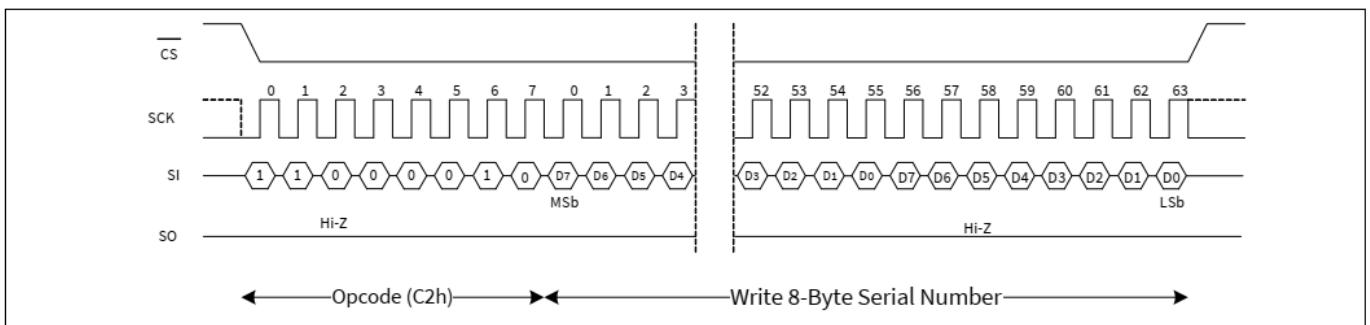 CS
0 1 2 3 4 5 6 7 0 1 2 3 52 53 54 55 56 57 58 59 60 61 62 63
SCK
SI 1 1 0 0 0 0 1 0 D7 D6 D5 D4 D3 D2 D1 D0 D7 D6 D5 D4 D3 D2 D1 D0
MSb LSb
Hi-Z Hi-Z
SO
Opcode (C2h) Write 8-Byte Serial Number